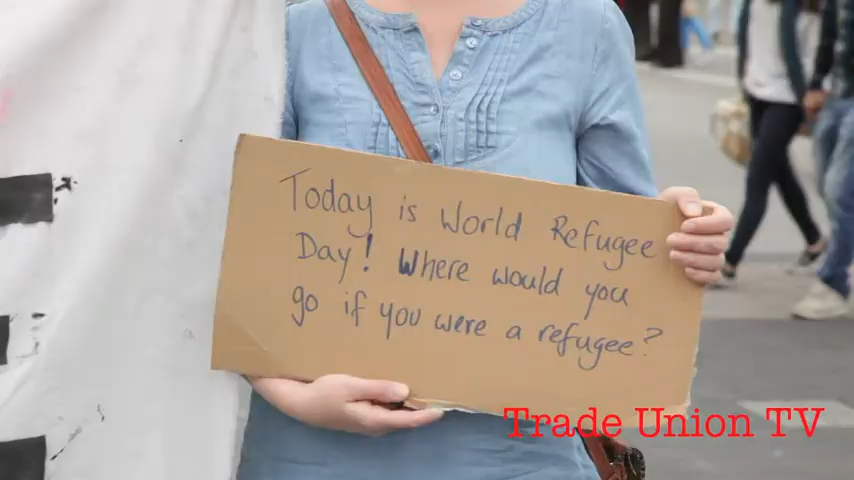 Today is World Refugee
Day! Where would you
go if you were a refugee?
Trade Union TV